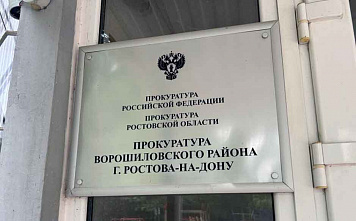 ПРОКУРАТУРА
РОССИЙСКОЙ ФЕДЕРАЦИИ
ПРОКУРАТУРА
РОСТОВСКОЙ ОБЛАСТИ
ПРОКУРАТУРА
ВОРОШИЛОВСКОГО РАЙОНА
Г. РОСТОВА-НА-ДОНУ